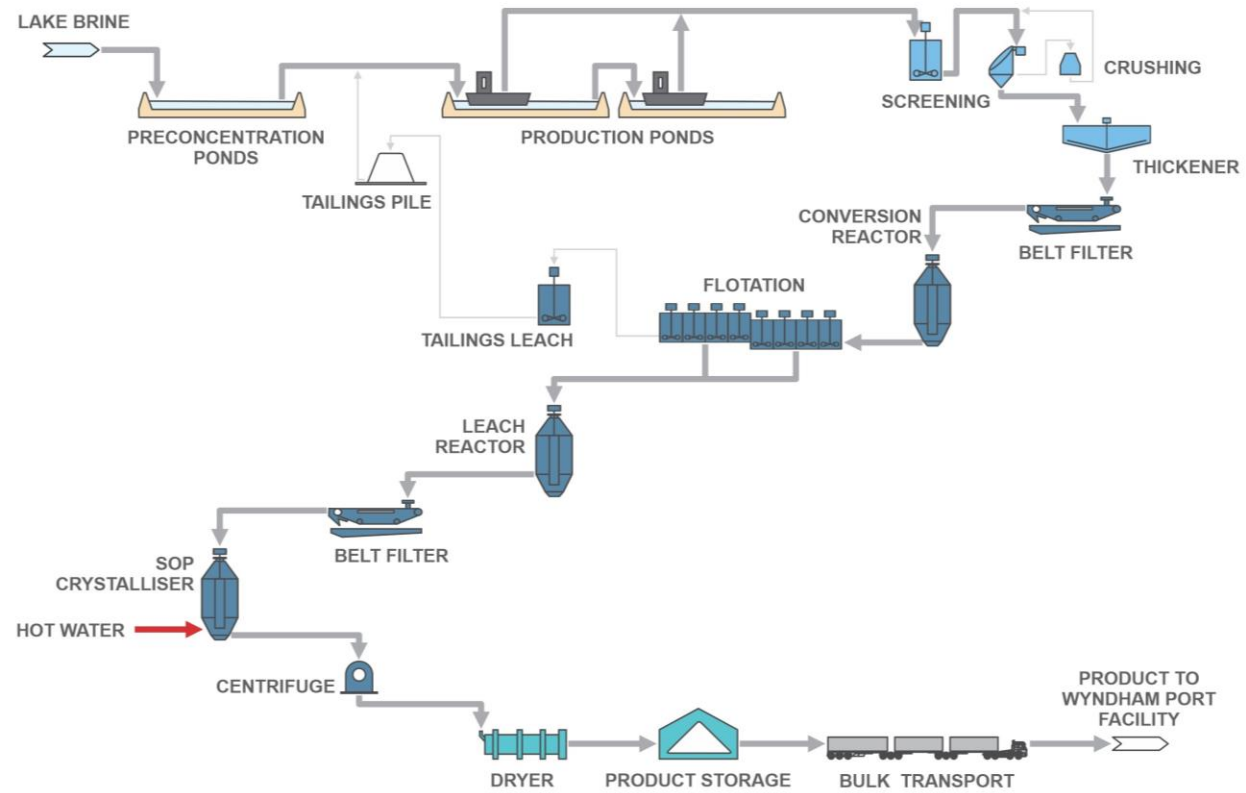 LAKE BRINE
PRECONCENTRATION
PONDS
PRODUCTION PONDS
SCREENING
CRUSHING
THICKENER
TAILINGS PILE
CONVERSION
REACTOR
BELT FILTER
FLOTATION
TAILINGS LEACH
LEACH
REACTOR
BELT FILTER
SOP
CRYSTALLISER
HOT WATER
CENTRIFUGE
DRYER
PRODUCT STORAGE
BULK TRANSPORT
PRODUCT TO
WYNDHAM PORT
FACILITY